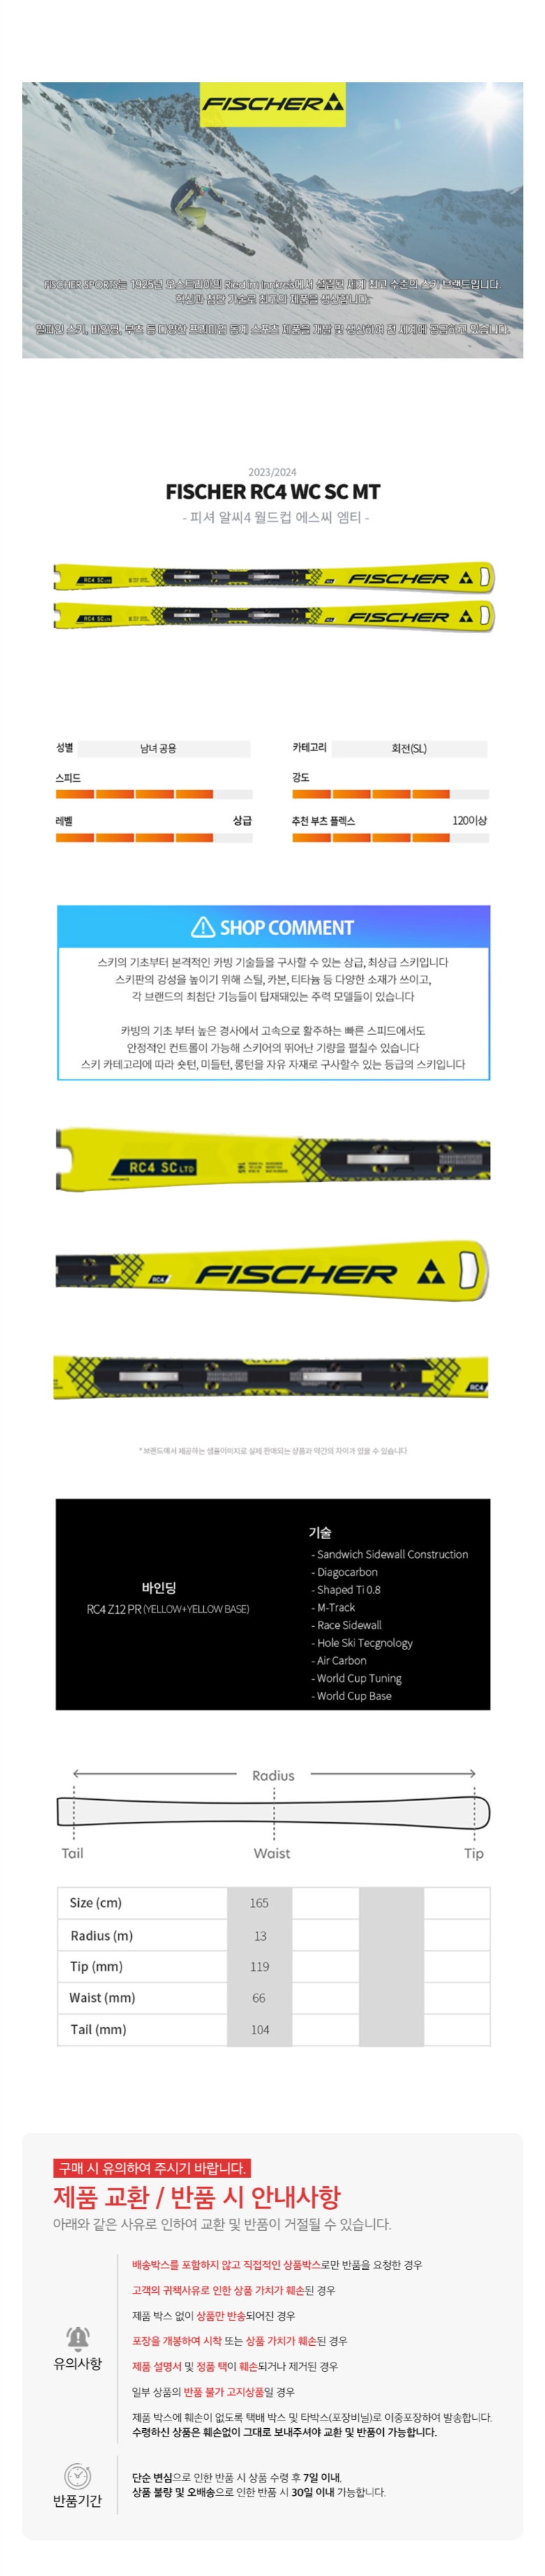 FISCHER
FISCHER SPORTS는 1925년 오스트리아의 Ried im Innkreis에서 설립된 세계 최고 수준의 스키 브랜드입니다.
혁신과 첨단 기술로 최고의 제품을 생산합니다.
알파인 스키, 바인딩, 부츠 등 다양한 프리미엄 동계 스포츠 제품을 개발 및 생산하여 전 세계에 공급하고 있습니다.
2023/2024
FISCHER RC4 WC SC MT
- 피셔 알씨4 월드컵 에스씨 엠티 -
RC4 SC LTD
RC4
FISCHER
RC4 SC LTD
RC4
FISCHER
성별 남녀 공용
카테고리 회전(SL)
스피드
강도
레벨 상급
추천 부츠 플렉스 120이상
SHOP COMMENT
스키의 기초부터 본격적인 카빙 기술들을 구사할 수 있는 상급, 최상급 스키입니다
스키판의 강성을 높이기 위해 스틸, 카본, 티타늄 등 다양한 소재가 쓰이고,
각 브랜드의 최첨단 기능들이 탑재돼있는 주력 모델들이 있습니다
카빙의 기초 부터 높은 경사에서 고속으로 활주하는 빠른 스피드에서도
안정적인 컨트롤이 가능해 스키어의 뛰어난 기량을 펼칠수 있습니다
스키 카테고리에 따라 숏턴, 미들턴, 롱턴을 자유 자재로 구사할수 있는 등급의 스키입니다
RC4 SC LTD
RC4
FISCHER
RC4
* 브랜드에서 제공하는 샘플이미지로 실제 판매되는 상품과 약간의 차이가 있을 수 있습니다
바인딩
RC4 Z12 PR (YELLOW+YELLOW BASE)
기술
- Sandwich Sidewall Construction
- Diagocarbon
- Shaped Ti 0.8
- M-Track
- Race Sidewall
- Hole Ski Tecgnology
- Air Carbon
- World Cup Tuning
- World Cup Base
Radius
Tail Waist Tip
Size (cm) 165
Radius (m) 13
Tip (mm) 119
Waist (mm) 66
Tail (mm) 104
구매 시 유의하여 주시기 바랍니다.
제품 교환 / 반품 시 안내사항
아래와 같은 사유로 인하여 교환 및 반품이 거절될 수 있습니다.
유의사항
배송박스를 포함하지 않고 직접적인 상품박스로만 반품을 요청한 경우
고객의 귀책사유로 인한 상품 가치가 훼손된 경우
제품 박스 없이 상품만 반송되어진 경우
포장을 개봉하여 시착 또는 상품 가치가 훼손된 경우
제품 설명서 및 정품 택이 훼손되거나 제거된 경우
일부 상품의 반품 불가 고지상품일 경우
제품 박스에 훼손이 없도록 택배 박스 및 타박스(포장비닐)로 이중포장하여 발송합니다.
수령하신 상품은 훼손없이 그대로 보내주셔야 교환 및 반품이 가능합니다.
반품기간
단순 변심으로 인한 반품 시 상품 수령 후 7일 이내,
상품 불량 및 오배송으로 인한 반품 시 30일 이내 가능합니다.